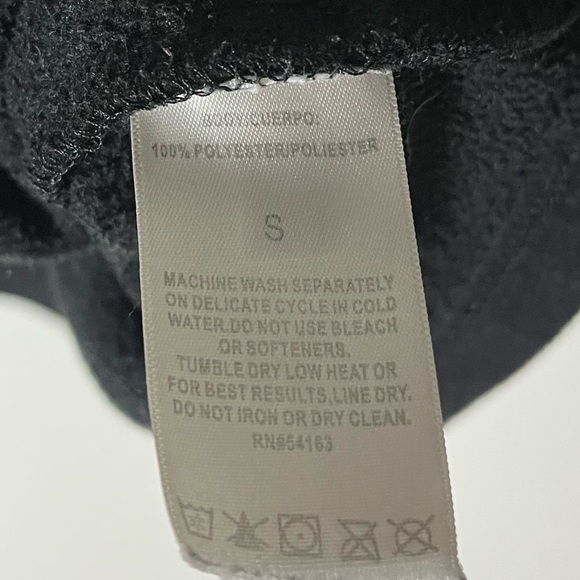 BODY/CUERPO:
100% POLYESTER/POLIESTER
S
MACHINE WASH SEPARATELY
ON DELICATE CYCLE IN COLD
WATER.DO NOT USE BLEACH
OR SOFTENERS.
TUMBLE DRY LOW HEAT OR
FOR BEST RESULTS,LINE DRY.
DO NOT IRON OR DRY CLEAN.
RN#54163